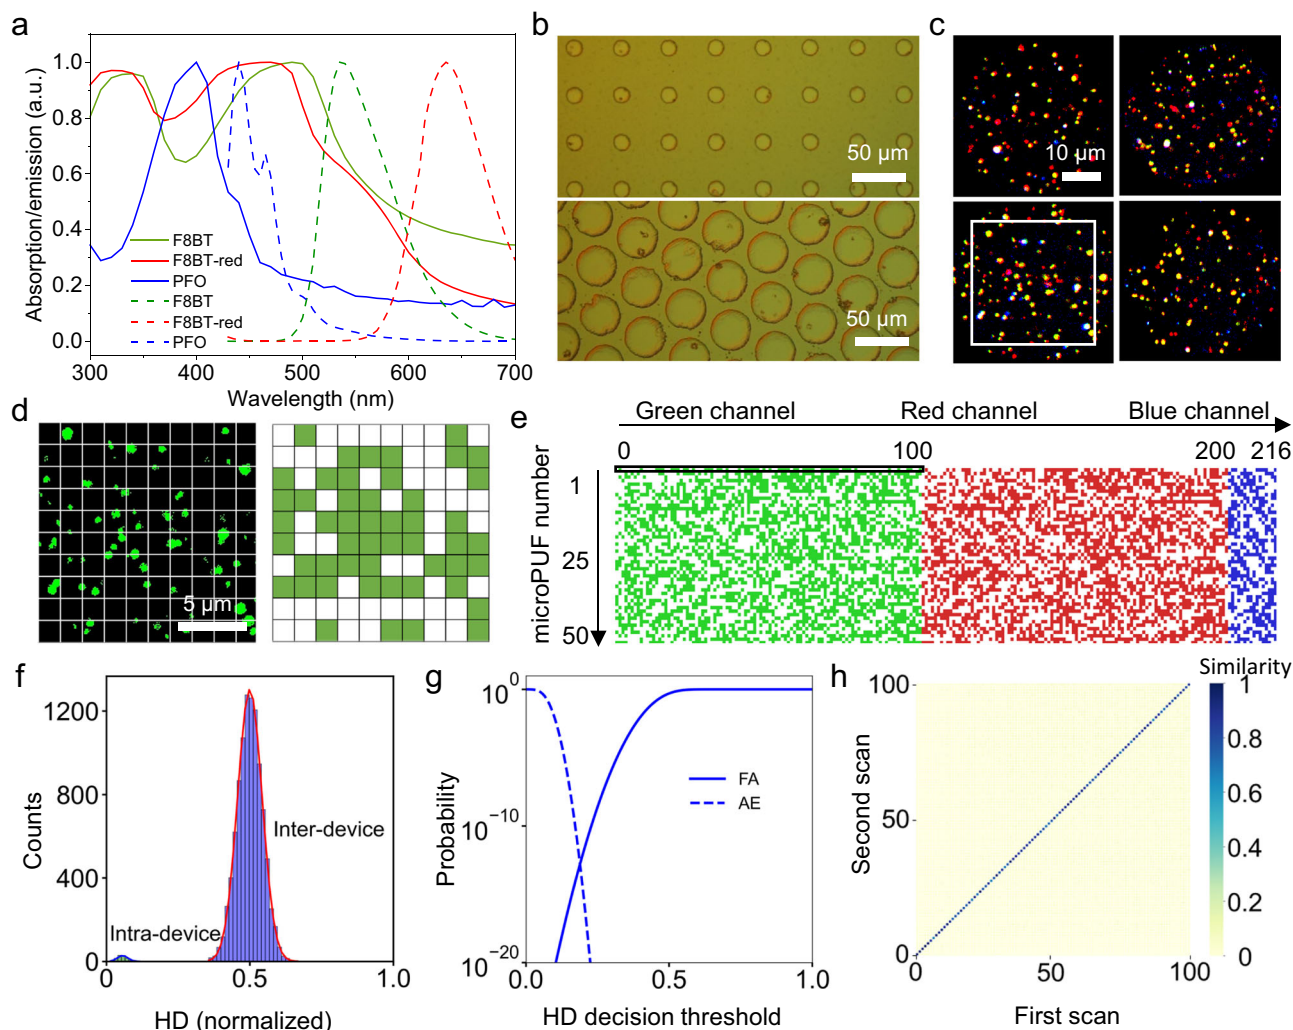 a
Absorption/emission (a.u.)
1.0
0.8
0.6
0.4
0.2
0.0
F8BT
F8BT-red
PFO
F8BT
F8BT-red
PFO
300 400 500 600 700
Wavelength (nm)
b
50 µm
50 µm
c
10 µm
d
5 µm
e
Green channel Red channel Blue channel
0 100 200 216
microPUF number
1
25
50
f
Counts
1200
800
400
0
Inter-device
Intra-device
0.5 1.0
HD (normalized)
g
Probability
10⁰
10⁻¹⁰
10⁻²⁰
FA
AE
0.0 0.5 1.0
HD decision threshold
h
Similarity
Second scan
100
50
0
0 50 100
First scan
1
0.8
0.6
0.4
0.2
0